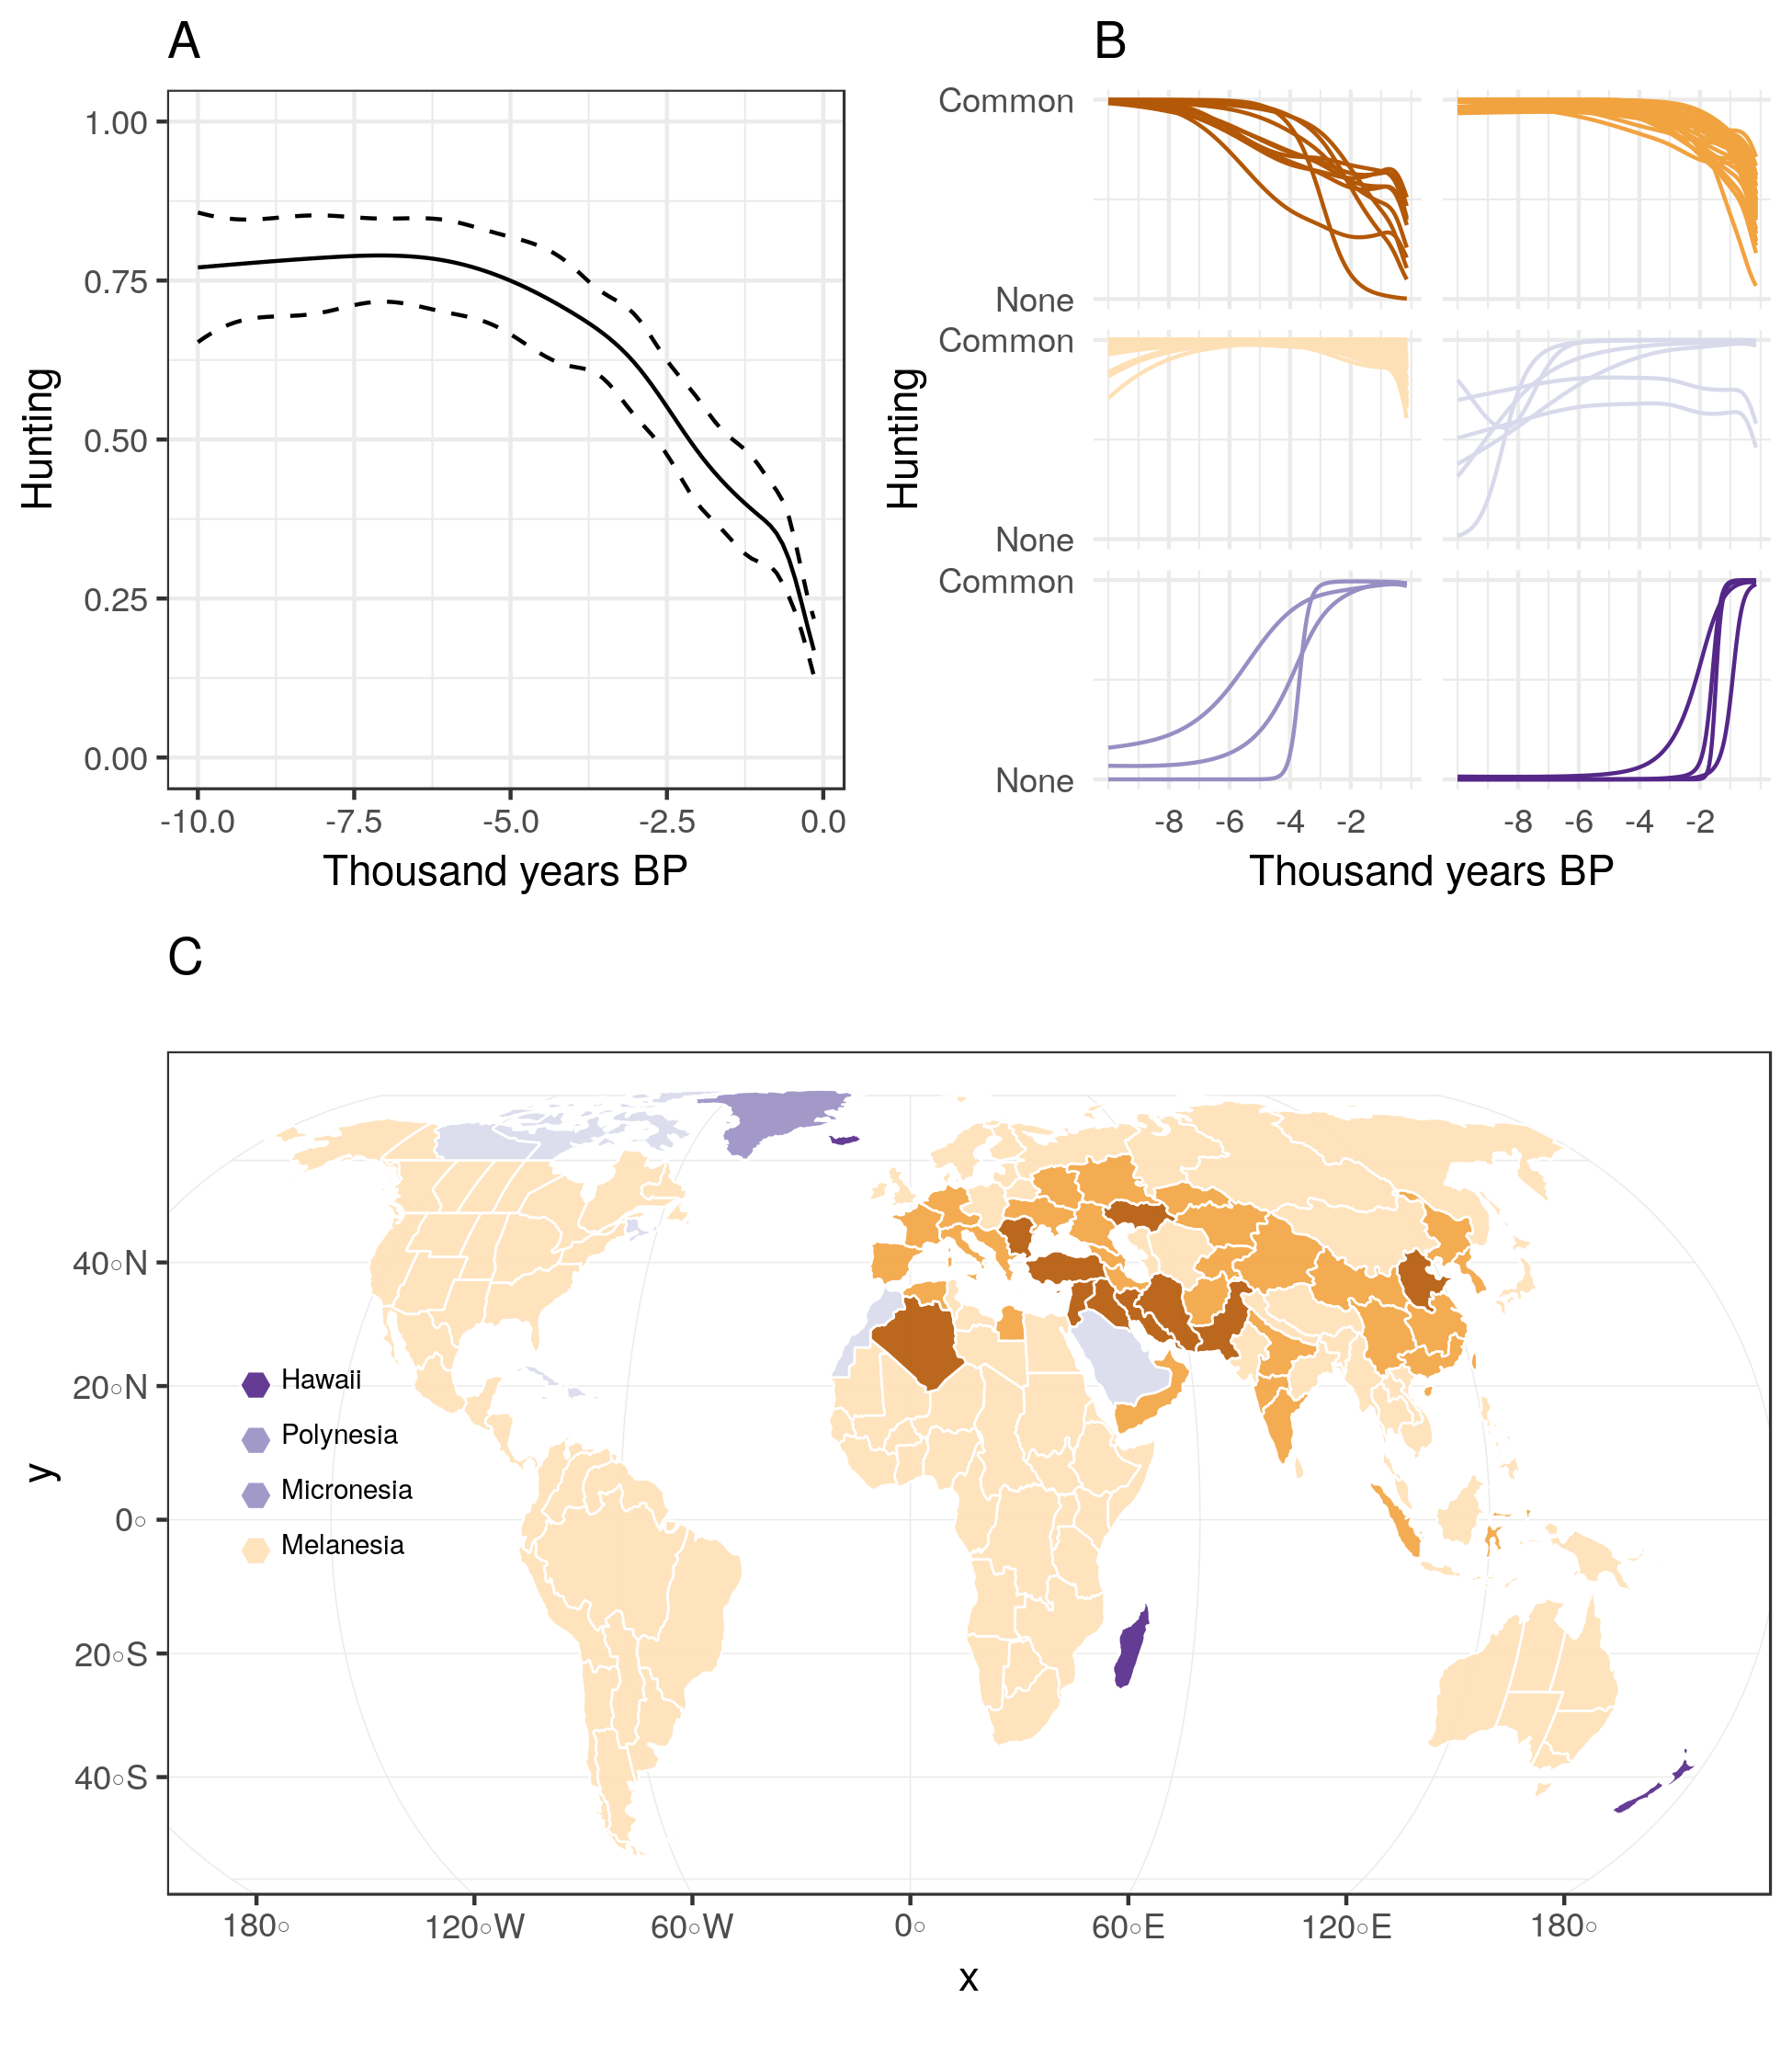 A
Hunting
1.00
0.75
0.50
0.25
0.00
-10.0 -7.5 -5.0 -2.5 0.0
Thousand years BP
B
Hunting
Common
None
Common
None
Common
None
-8 -6 -4 -2 -8 -6 -4 -2
Thousand years BP
C
y
40°N
20°N
0°
20°S
40°S
Hawaii
Polynesia
Micronesia
Melanesia
180° 120°W 60°W 0° 60°E 120°E 180°
x